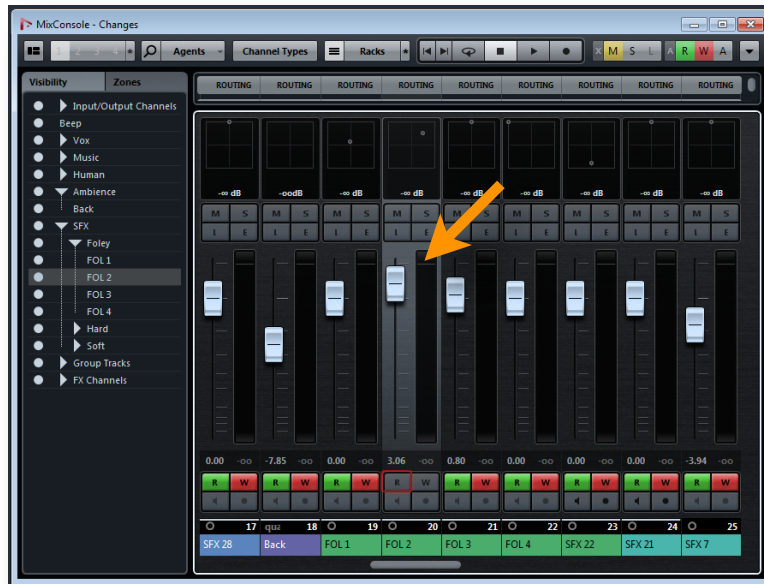 MixConsole - Changes
1 2 3 4 * Agents Channel Types Racks * X M S L A R W A
Visibility Zones
Input/Output Channels
Beep
Vox
Music
Human
Ambience
Back
SFX
Foley
FOL 1
FOL 2
FOL 3
FOL 4
Hard
Soft
Group Tracks
FX Channels
ROUTING ROUTING ROUTING ROUTING ROUTING ROUTING ROUTING ROUTING ROUTING
-∞ dB -oodB -∞ dB -∞ dB -∞ dB -∞ dB -∞ dB -∞ dB -∞ dB
M S M S M S M S M S M S M S M S M S
L E L E L E L E L E L E L E L E L E
0.00 -oo -7.85 -oo 0.00 -oo 3.06 -oo 0.80 -oo 0.00 -oo 0.00 -oo 0.00 -oo -3.94 -oo
R W R W R W R W R W R W R W R W R W
17 qua 18 19 20 21 22 23 24 25
SFX 28 Back FOL 1 FOL 2 FOL 3 FOL 4 SFX 22 SFX 21 SFX 7